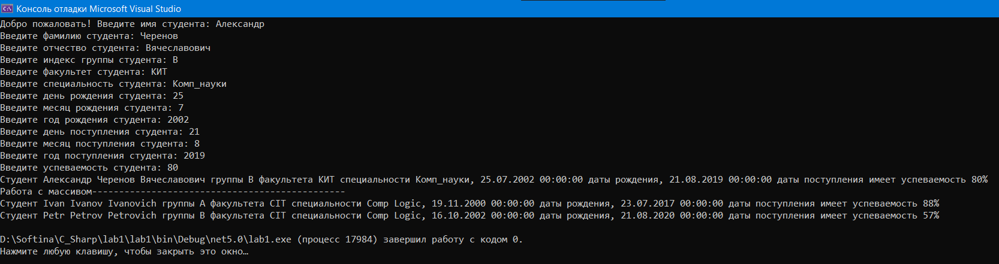 Консоль отладки Microsoft Visual Studio
Добро пожаловать! Введите имя студента: Александр
Введите фамилию студента: Черенов
Введите отчество студента: Вячеславович
Введите индекс группы студента: В
Введите факультет студента: КИТ
Введите специальность студента: Комп_науки
Введите день рождения студента: 25
Введите месяц рождения студента: 7
Введите год рождения студента: 2002
Введите день поступления студента: 21
Введите месяц поступления студента: 8
Введите год поступления студента: 2019
Введите успеваемость студента: 80
Студент Александр Черенов Вячеславович группы В факультета КИТ специальности Комп_науки, 25.07.2002 00:00:00 даты рождения, 21.08.2019 00:00:00 даты поступления имеет успеваемость 80%
Работа с массивом-----------------------------------------------
Студент Ivan Ivanov Ivanovich группы A факультета CIT специальности Comp Logic, 19.11.2000 00:00:00 даты рождения, 23.07.2017 00:00:00 даты поступления имеет успеваемость 88%
Студент Petr Petrov Petrovich группы B факультета CIT специальности Comp Logic, 16.10.2002 00:00:00 даты рождения, 21.08.2020 00:00:00 даты поступления имеет успеваемость 57%
D:\Softina\C_Sharp\lab1\lab1\bin\Debug\net5.0\lab1.exe (процесс 17984) завершил работу с кодом 0.
Нажмите любую клавишу, чтобы закрыть это окно…